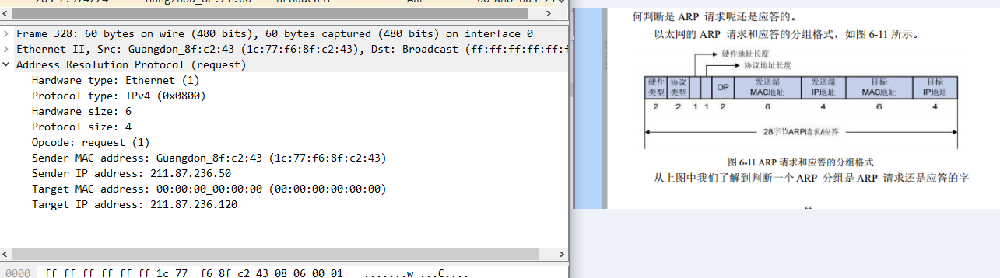 Frame 328: 60 bytes on wire (480 bits), 60 bytes captured (480 bits) on interface 0
Ethernet II, Src: Guangdon_8f:c2:43 (1c:77:f6:8f:c2:43), Dst: Broadcast (ff:ff:ff:ff:ff:f
Address Resolution Protocol (request)
Hardware type: Ethernet (1)
Protocol type: IPv4 (0x0800)
Hardware size: 6
Protocol size: 4
Opcode: request (1)
Sender MAC address: Guangdon_8f:c2:43 (1c:77:f6:8f:c2:43)
Sender IP address: 211.87.236.50
Target MAC address: 00:00:00_00:00:00 (00:00:00:00:00:00)
Target IP address: 211.87.236.120
0000 ff ff ff ff ff ff 1c 77 f6 8f c2 43 08 06 00 01 .......w ...C....
何判断是 ARP 请求呢还是应答的。
以太网的 ARP 请求和应答的分组格式，如图 6-11 所示。
硬件地址长度
协议地址长度
硬件类型 协议类型 OP 发送端MAC地址 发送端IP地址 目标MAC地址 目标IP地址
2 2 1 1 2 6 4 6 4
28字节ARP请求/应答
图 6-11 ARP 请求和应答的分组格式
从上图中我们了解到判断一个 ARP 分组是 ARP 请求还是应答的字